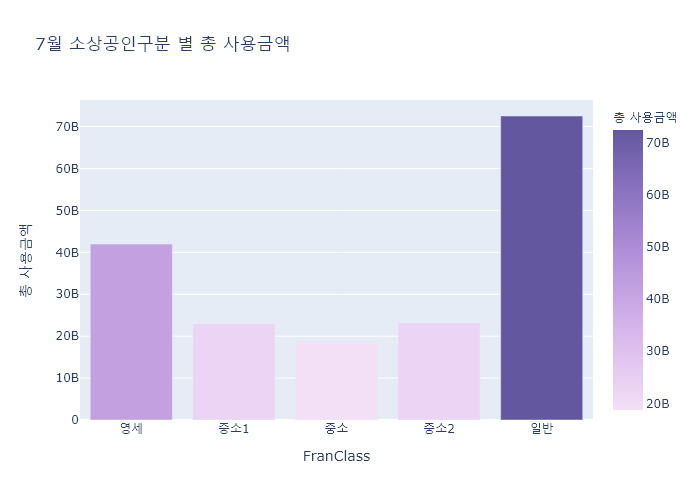 7월 소상공인구분 별 총 사용금액
총 사용금액
70B
60B
50B
40B
30B
20B
10B
0
영세
중소1
중소
중소2
일반
FranClass
총 사용금액
70B
60B
50B
40B
30B
20B